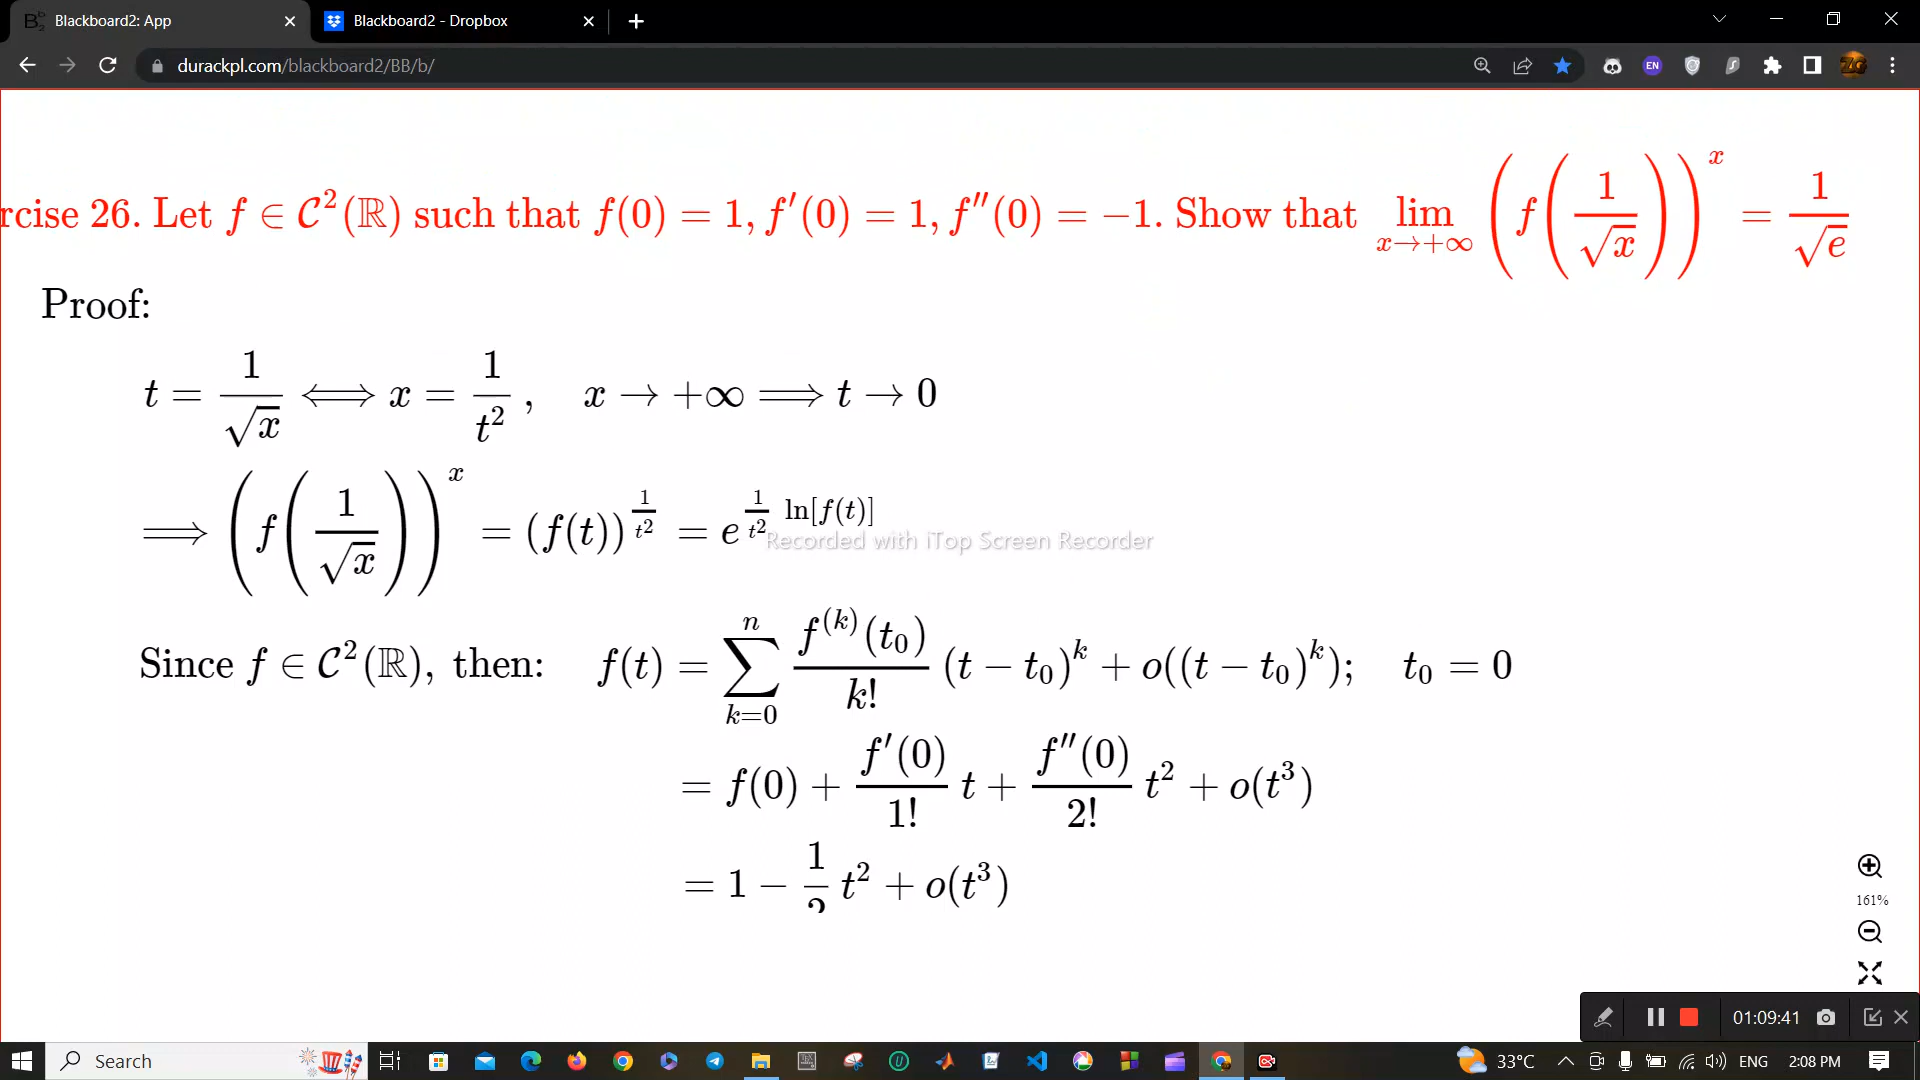 Blackboard2: App
Blackboard2 - Dropbox
durackpl.com/blackboard2/BB/b/
EN
ZG
rcise 26. Let f ∈ 𝒞²(ℝ) such that f(0) = 1, f′(0) = 1, f″(0) = −1. Show that lim_{x→+∞} (f(1/√x))^x = 1/√e
Proof:
t = 1/√x ⟺ x = 1/t², x → +∞ ⟹ t → 0
⟹ (f(1/√x))^x = (f(t))^{1/t²} = e^{1/t² ln[f(t)]}
Recorded with iTop Screen Recorder
Since f ∈ 𝒞²(ℝ), then: f(t) = ∑_{k=0}^{n} f^{(k)}(t₀)/k! (t − t₀)^k + o((t − t₀)^k); t₀ = 0
= f(0) + f′(0)/1! t + f″(0)/2! t² + o(t³)
= 1 − 1/2 t² + o(t³)
161%
01:09:41
Search
33°C
ENG
2:08 PM